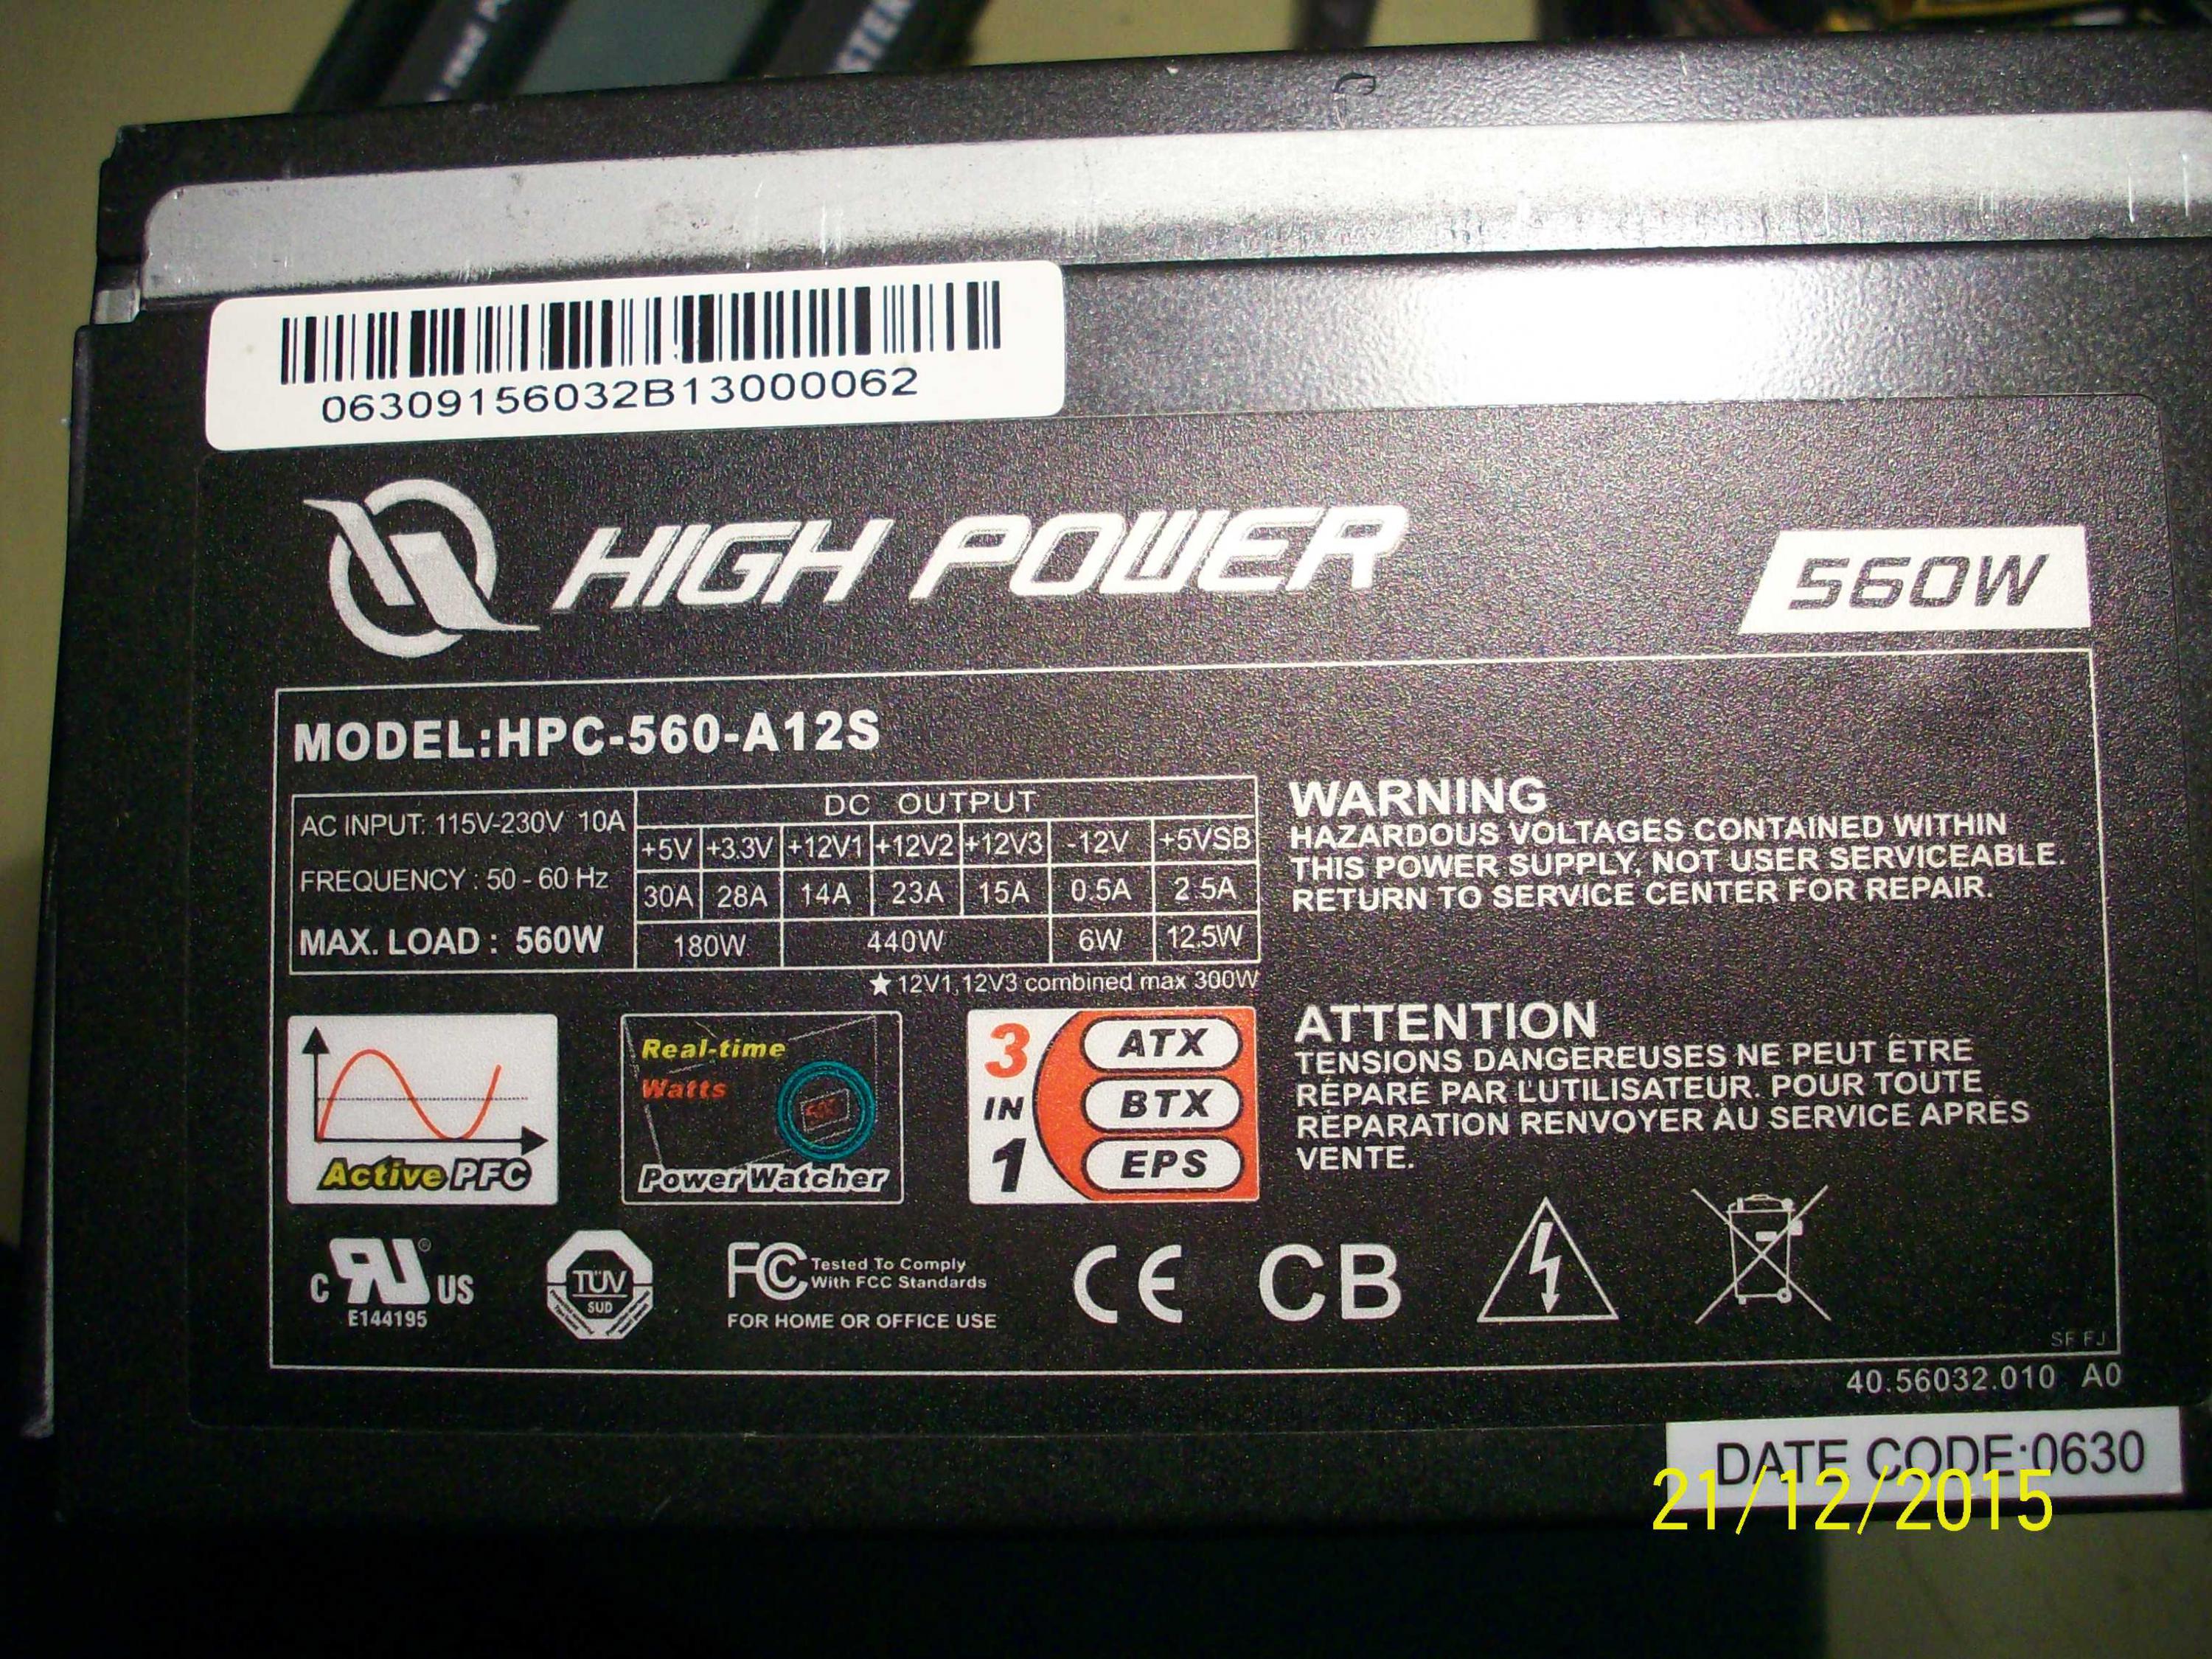 STER
06309156032B13000062
HIGH POWER
560W
MODEL:HPC-560-A12S
AC INPUT: 115V-230V 10A
FREQUENCY : 50 - 60 Hz
MAX. LOAD : 560W
DC OUTPUT
+5V +3.3V +12V1 +12V2 +12V3 -12V +5VSB
30A 28A 14A 23A 15A 0.5A 2.5A
180W 440W 6W 12.5W
★ 12V1,12V3 combined max 300W
WARNING
HAZARDOUS VOLTAGES CONTAINED WITHIN
THIS POWER SUPPLY, NOT USER SERVICEABLE.
RETURN TO SERVICE CENTER FOR REPAIR.
ATTENTION
TENSIONS DANGEREUSES NE PEUT ÊTRE
RÉPARÉ PAR L'UTILISATEUR. POUR TOUTE
RÉPARATION RENVOYER AU SERVICE APRÉS
VENTE.
Active PFC
Real-time
Watts
Power Watcher
3 IN 1
ATX
BTX
EPS
C RU ® US
E144195
TÜV
SUD
FC Tested To Comply
With FCC Standards
FOR HOME OR OFFICE USE
CE
CB
SF FJ
40.56032.010 A0
DATE CODE:0630
21/12/2015